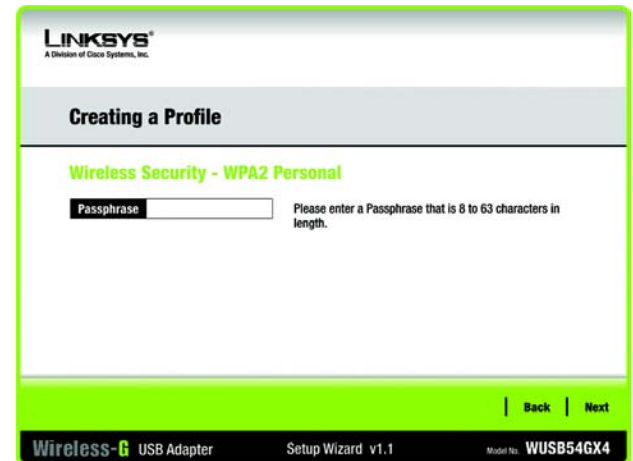 LINKSYS®
A Division of Cisco Systems, Inc.
Creating a Profile
Wireless Security - WPA2 Personal
Passphrase
Please enter a Passphrase that is 8 to 63 characters in
length.
Back | Next
Wireless-G USB Adapter Setup Wizard v1.1 Model No. WUSB54GX4